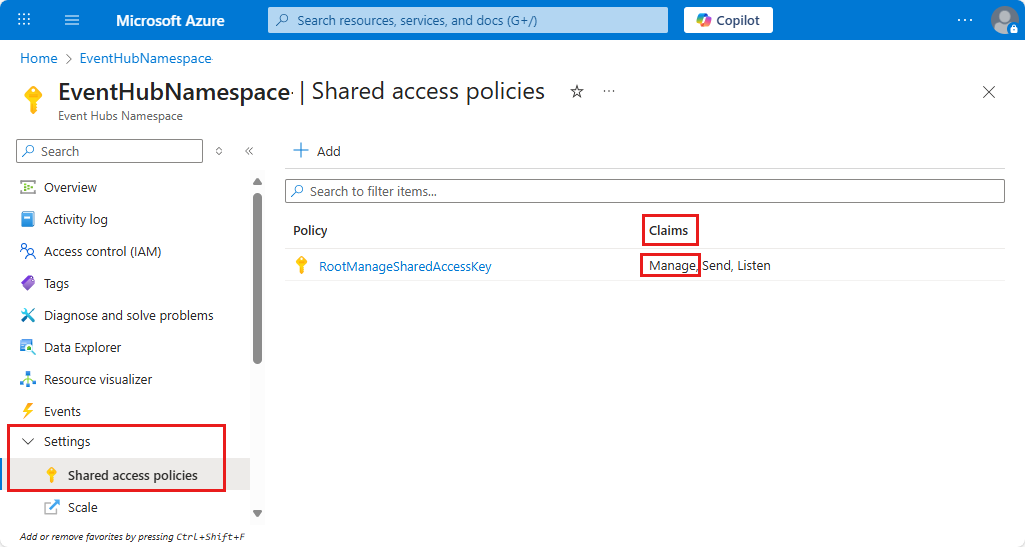 Microsoft Azure
Search resources, services, and docs (G+/)
Copilot
Home > EventHubNamespace
EventHubNamespace | Shared access policies
Event Hubs Namespace
Search
Add
Search to filter items...
Overview
Activity log
Access control (IAM)
Tags
Diagnose and solve problems
Data Explorer
Resource visualizer
Events
Settings
Shared access policies
Scale
Policy Claims
RootManageSharedAccessKey Manage, Send, Listen
Add or remove favorites by pressing Ctrl+Shift+F